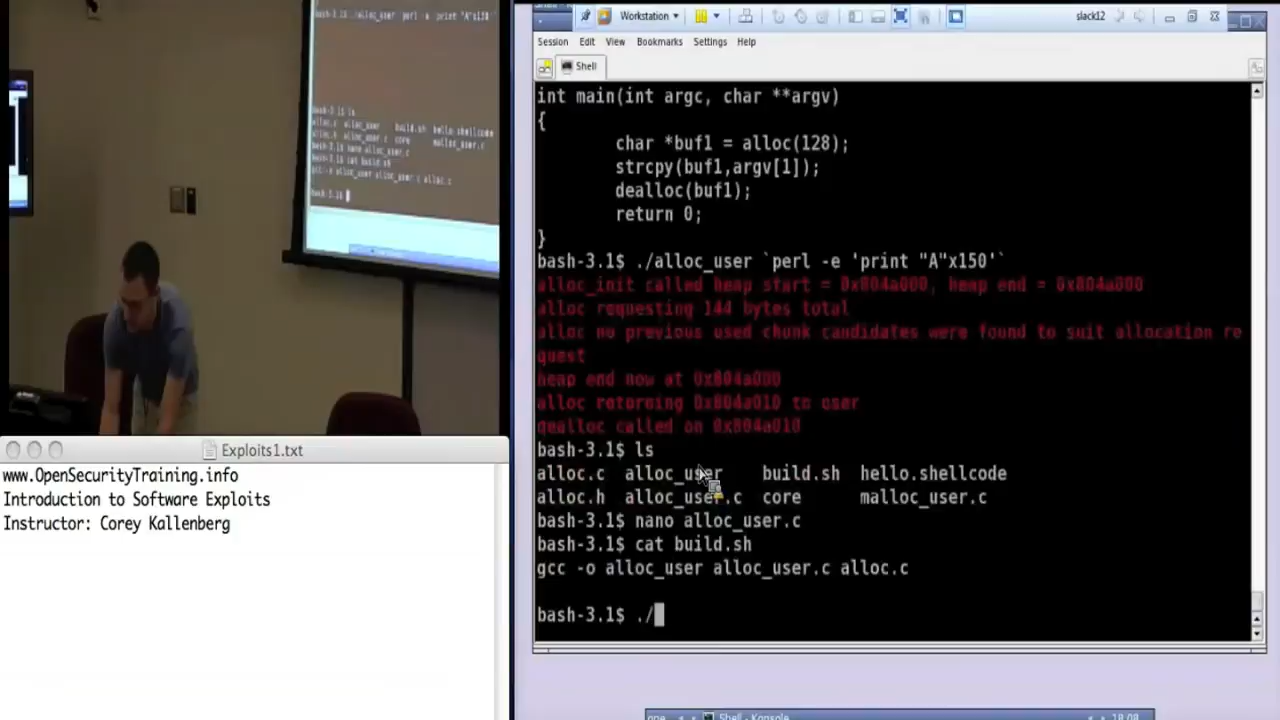 Workstation
slack12
Session Edit View Bookmarks Settings Help
Shell
int main(int argc, char **argv)
{
char *buf1 = alloc(128);
strcpy(buf1,argv[1]);
dealloc(buf1);
return 0;
}
bash-3.1$ ./alloc_user `perl -e 'print "A"x150'`
alloc_init called heap start = 0x804a000, heap end = 0x804a000
alloc requesting 144 bytes total
alloc no previous used chunk candidates were found to suit allocation re
quest
heap end now at 0x804a000
alloc returning 0x804a010 to user
dealloc called on 0x804a010
bash-3.1$ ls
alloc.c alloc_user build.sh hello.shellcode
alloc.h alloc_user.c core malloc_user.c
bash-3.1$ nano alloc_user.c
bash-3.1$ cat build.sh
gcc -o alloc_user alloc_user.c alloc.c
bash-3.1$ ./
Shell - Konsole
18:08
Exploits1.txt
www.OpenSecurityTraining.info
Introduction to Software Exploits
Instructor: Corey Kallenberg